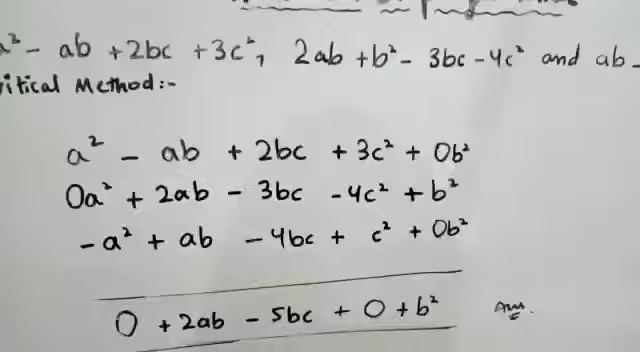 a² - ab + 2bc + 3c², 2ab + b² - 3bc - 4c² and ab -
Method:-
a² - ab + 2bc + 3c² + 0b²
0a² + 2ab - 3bc - 4c² + b²
-a² + ab - 4bc + c² + 0b²
0 + 2ab - 5bc + 0 + b² Ans.